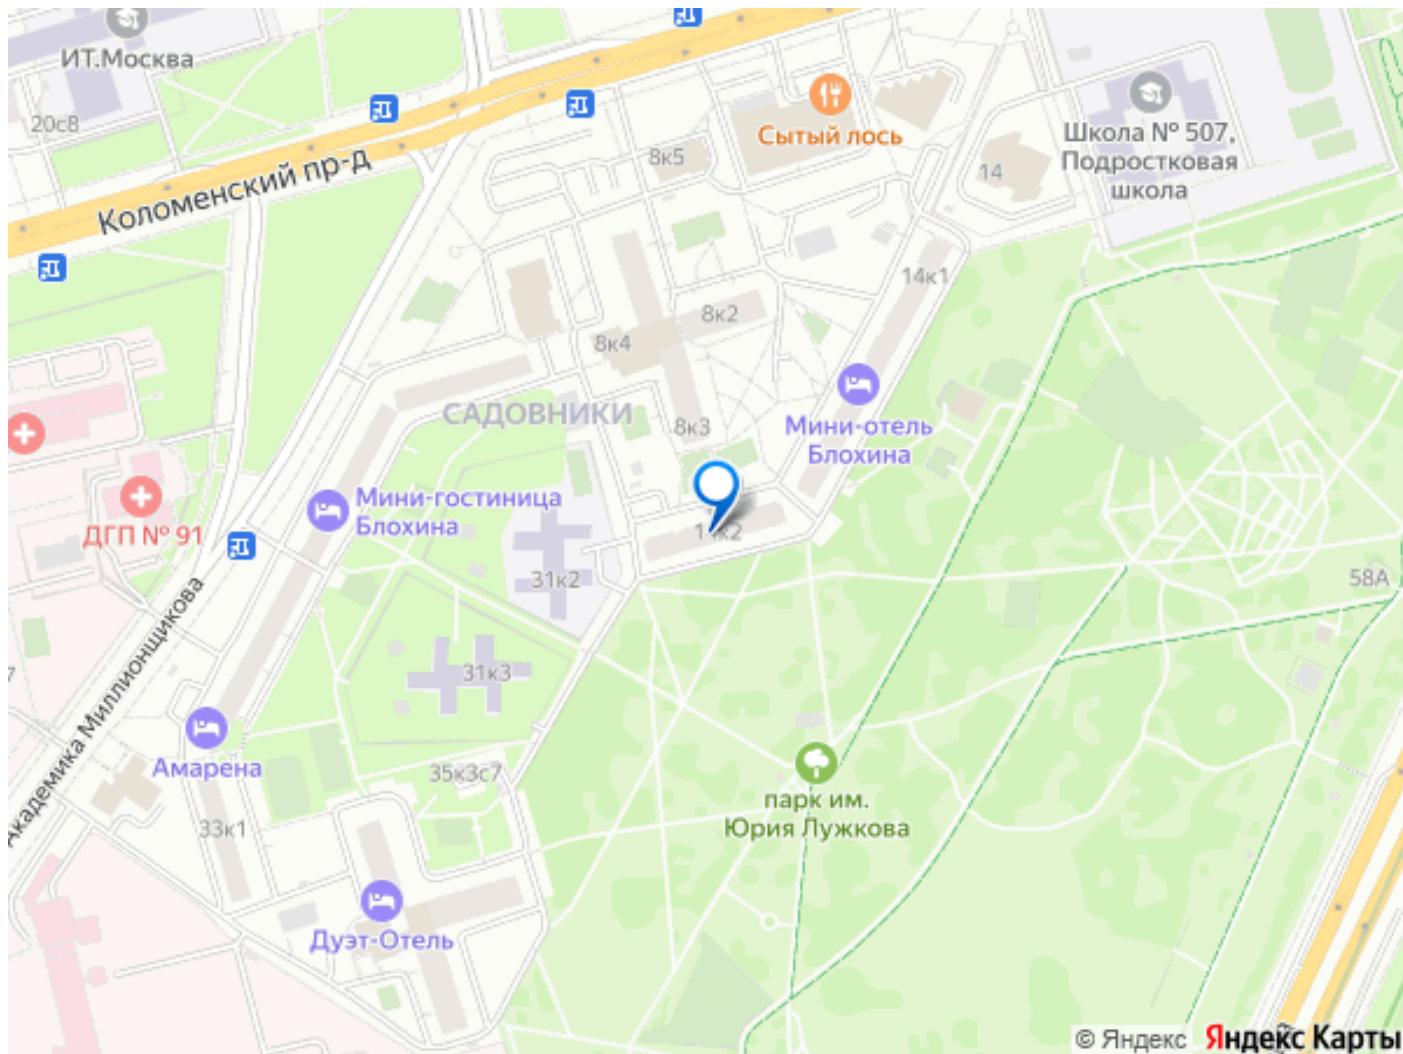 ИТ.Москва
20с8
Коломенский пр-д
8к5
Сытый лось
14
Школа № 507,
Подростковая
школа
14к1
8к2
8к4
САДОВНИКИ
8к3
Мини-отель
Блохина
Мини-гостиница
Блохина
ДГП № 91
14к2
31к2
58А
31к3
Академика Миллионщикова
Амарена
35к3с7
парк им.
Юрия Лужкова
33к1
Дуэт-Отель
© Яндекс Яндекс Карты